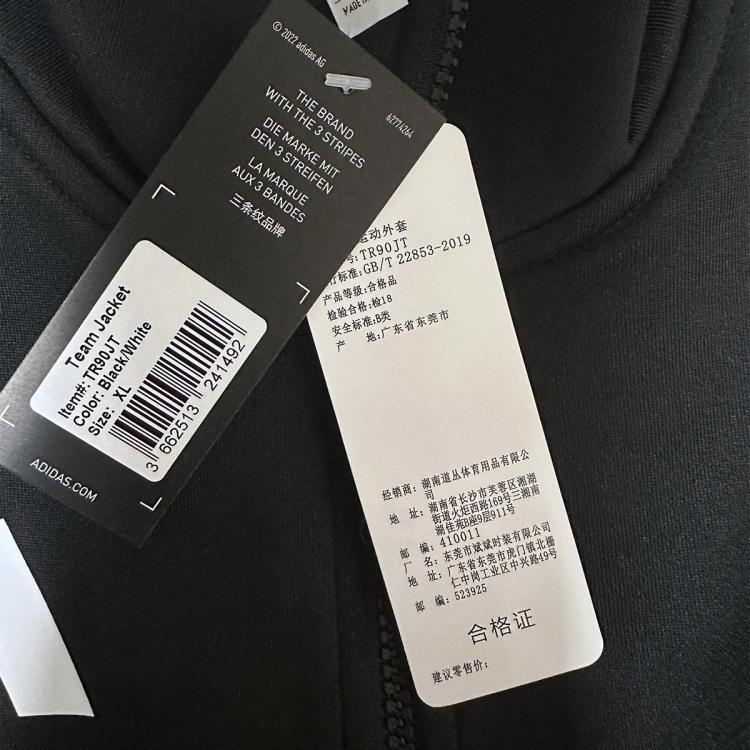 © 2022 adidas AG
THE BRAND
WITH THE 3 STRIPES
DIE MARKE MIT
DEN 3 STREIFEN
LA MARQUE
AUX 3 BANDES
三条纹品牌
62774264
Team Jacket
Item#: TR90JT
Color: Black/White
Size: XL
3 662513 241492
ADIDAS.COM
运动外套
号:TR90JT
标准:GB/T 22853-2019
产品等级:合格品
检验合格:检18
安全标准:B类
产 地:广东省东莞市
经销商:湖南道丛体育用品有限公
司
地 址:湖南省长沙市芙蓉区湘湖
街道火炬西路169号三湘南
湖佳苑B座9层911号
邮 编:410011
厂 名:东莞市斌斌时装有限公司
地 址:广东省东莞市虎门镇北栅
仁中岗工业区中兴路49号
邮 编:523925
合格证
建议零售价: